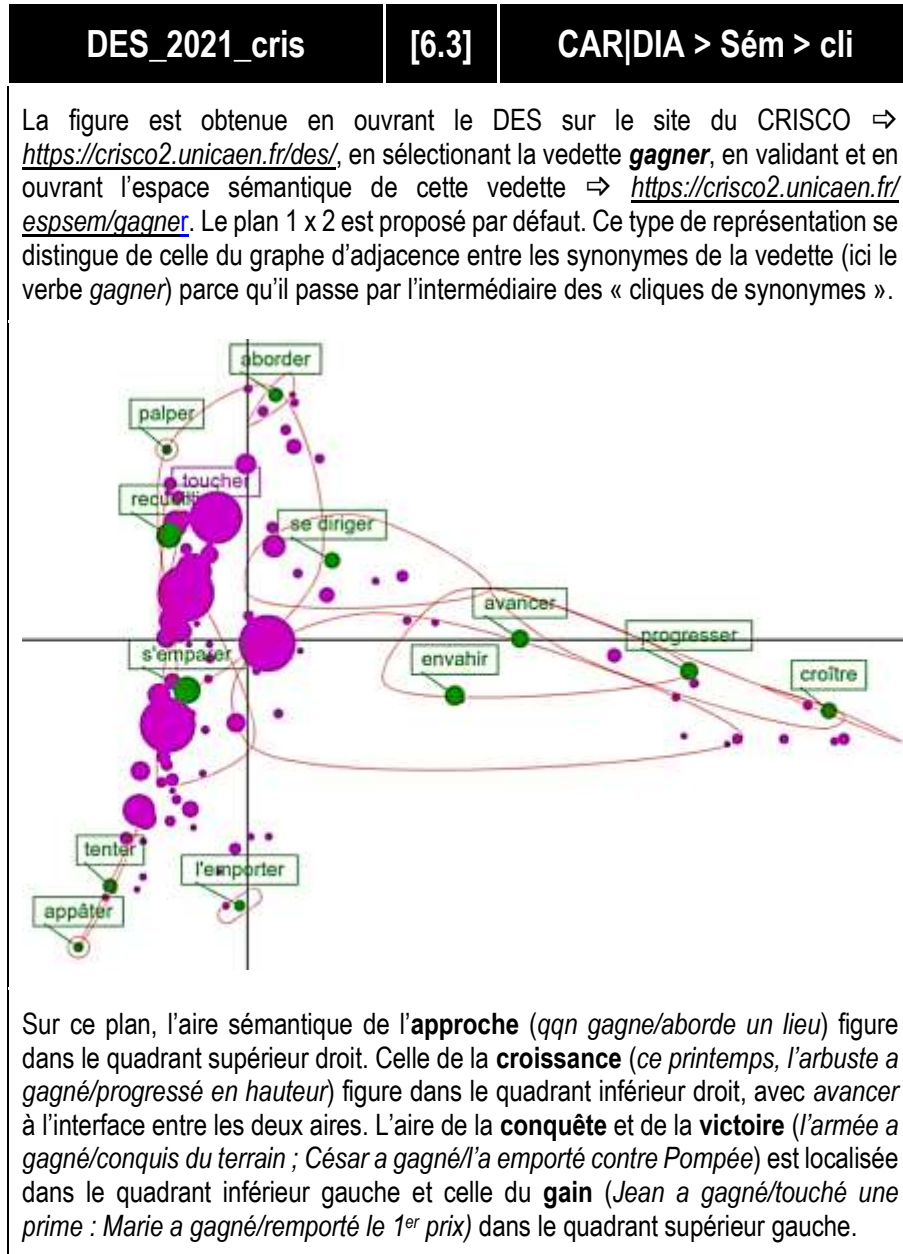 DES_2021_cris [6.3] CAR|DIA > Sém > cli
La figure est obtenue en ouvrant le DES sur le site du CRISCO ⇨
https://crisco2.unicaen.fr/des/, en sélectionant la vedette gagner, en validant et en
ouvrant l’espace sémantique de cette vedette ⇨ https://crisco2.unicaen.fr/
espsem/gagner. Le plan 1 x 2 est proposé par défaut. Ce type de représentation se
distingue de celle du graphe d’adjacence entre les synonymes de la vedette (ici le
verbe gagner) parce qu’il passe par l’intermédiaire des « cliques de synonymes ».
aborder
palper
toucher
se diriger
avancer
progresser
s'emparer
envahir
croître
tenter
l'emporter
appâter
Sur ce plan, l’aire sémantique de l’approche (qqn gagne/aborde un lieu) figure
dans le quadrant supérieur droit. Celle de la croissance (ce printemps, l’arbuste a
gagné/progressé en hauteur) figure dans le quadrant inférieur droit, avec avancer
à l’interface entre les deux aires. L’aire de la conquête et de la victoire (l’armée a
gagné/conquis du terrain ; César a gagné/l’a emporté contre Pompée) est localisée
dans le quadrant inférieur gauche et celle du gain (Jean a gagné/touché une
prime : Marie a gagné/remporté le 1er prix) dans le quadrant supérieur gauche.